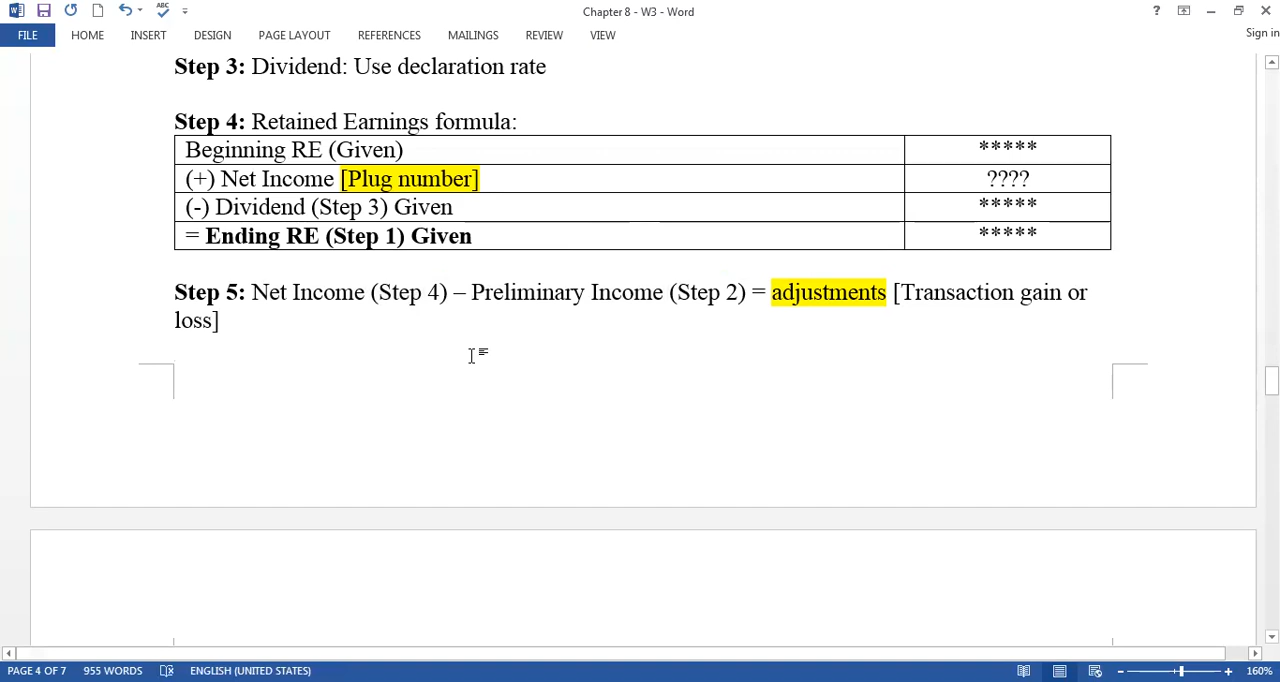 Chapter 8 - W3 - Word
?
Sign in
FILE HOME INSERT DESIGN PAGE LAYOUT REFERENCES MAILINGS REVIEW VIEW
Step 3: Dividend: Use declaration rate
Step 4: Retained Earnings formula:
Beginning RE (Given) *****
(+) Net Income [Plug number] ????
(-) Dividend (Step 3) Given *****
= Ending RE (Step 1) Given *****
Step 5: Net Income (Step 4) – Preliminary Income (Step 2) = adjustments [Transaction gain or
loss]
PAGE 4 OF 7 955 WORDS ENGLISH (UNITED STATES) 160%